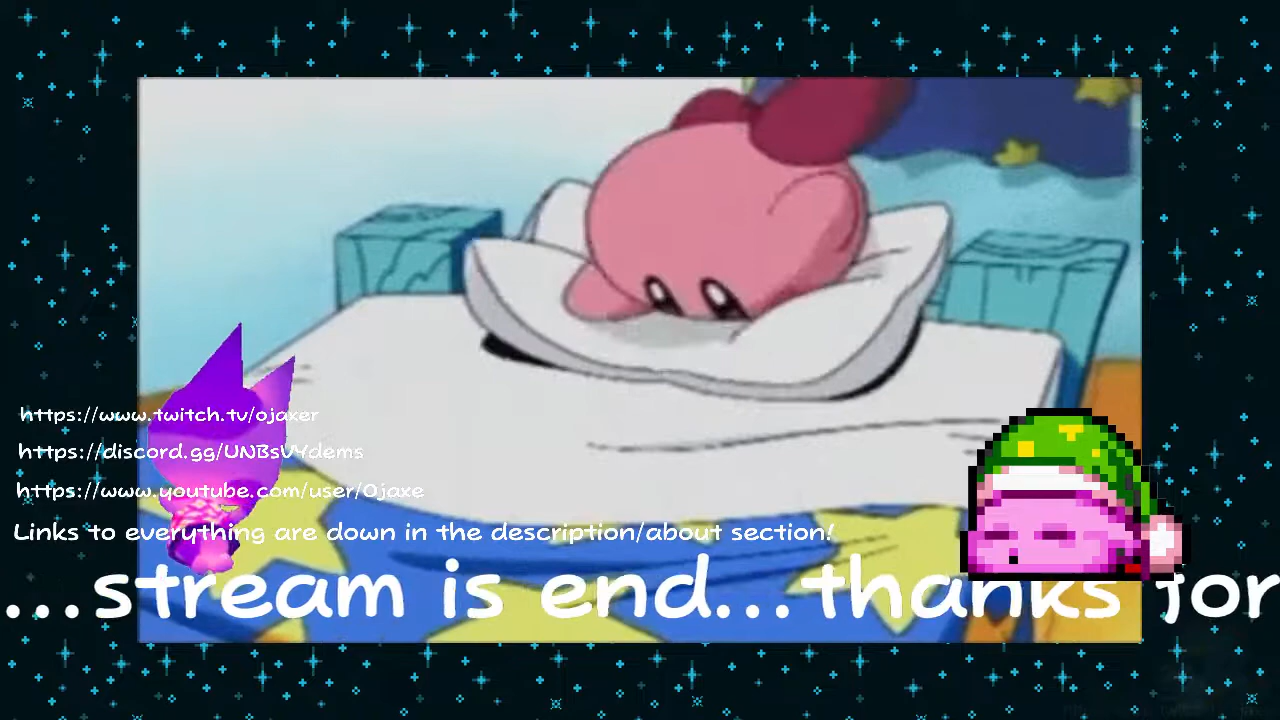 https://www.twitch.tv/ojaxer
https://discord.gg/UNBsVYdems
https://www.youtube.com/user/Ojaxe
Links to everything are down in the description/about section!
...stream is end...thanks for